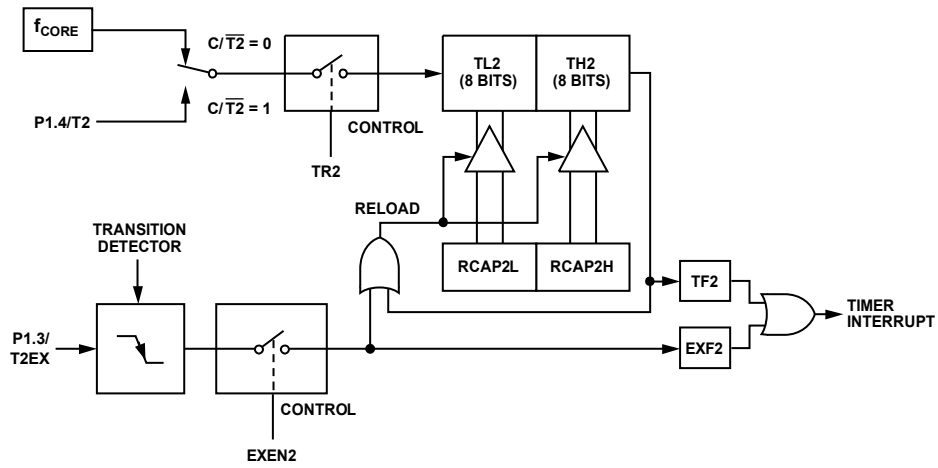 fCORE
C/T2̅ = 0
C/T2̅ = 1
P1.4/T2
CONTROL
TR2
TL2
(8 BITS)
TH2
(8 BITS)
RELOAD
RCAP2L
RCAP2H
TRANSITION
DETECTOR
P1.3/
T2EX
CONTROL
EXEN2
TF2
EXF2
TIMER
INTERRUPT